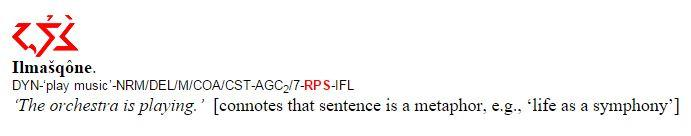 Ilmašqône.
DYN-‘play music’-NRM/DEL/M/COA/CST-AGC₂/7-RPS-IFL
‘The orchestra is playing.’ [connotes that sentence is a metaphor, e.g., ‘life as a symphony’]